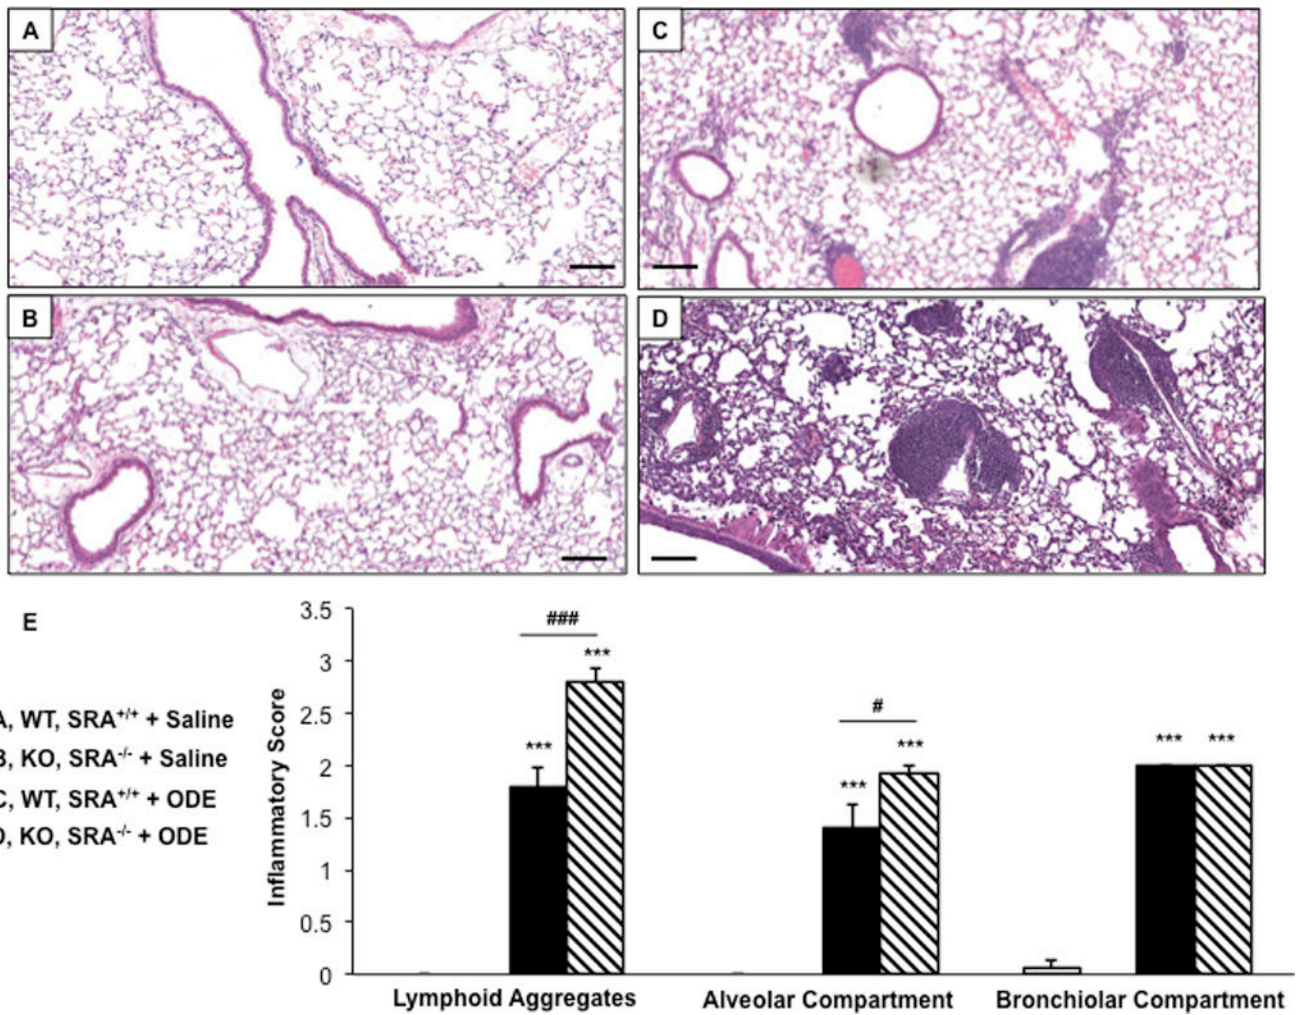 A
C
B
D
E
3.5
3
2.5
2
1.5
1
0.5
0
Inflammatory Score
A, WT, SRA+/+ + Saline
B, KO, SRA-/- + Saline
C, WT, SRA+/+ + ODE
D, KO, SRA-/- + ODE
###
***
***
#
***
***
*** ***
Lymphoid Aggregates Alveolar Compartment Bronchiolar Compartment